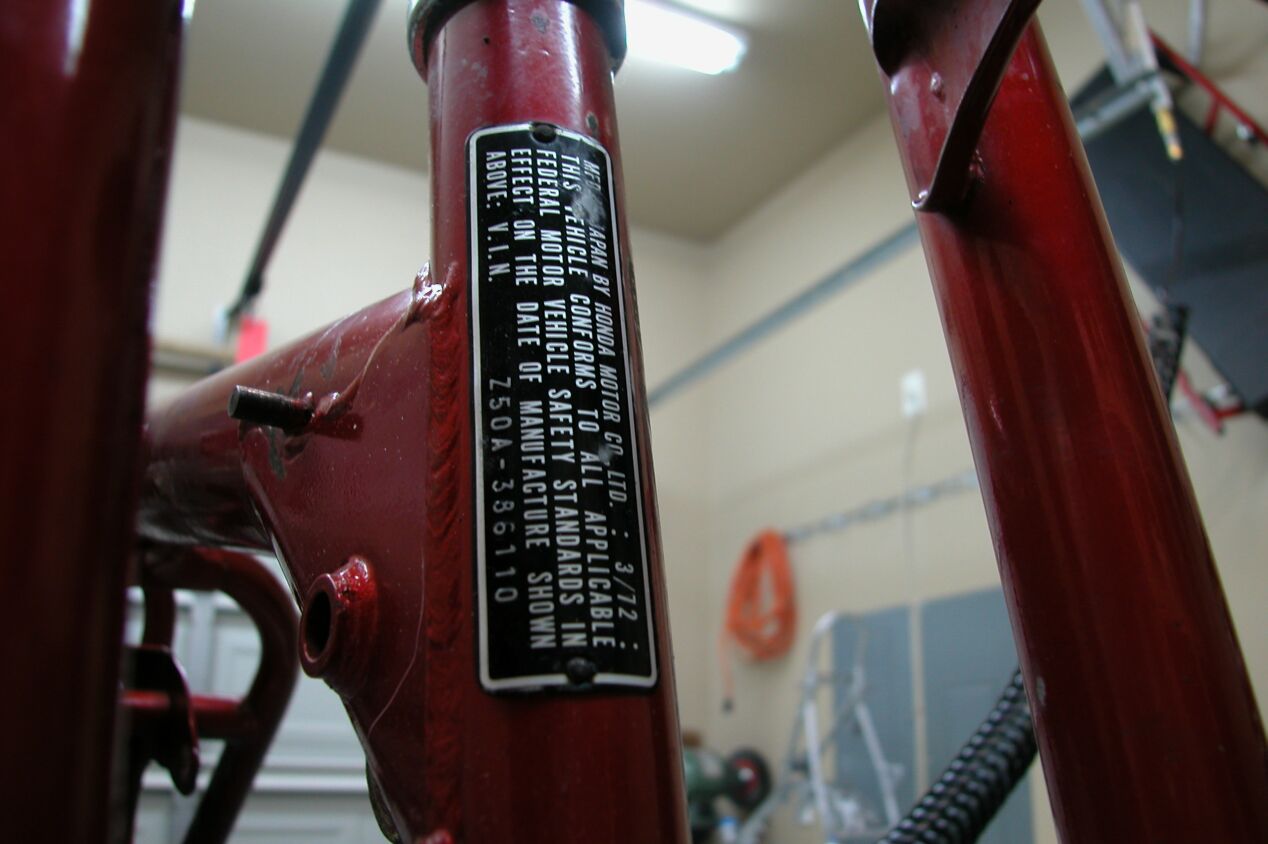 MFD. JAPAN BY HONDA MOTOR CO., LTD. : 3/72 :
THIS VEHICLE CONFORMS TO ALL APPLICABLE
FEDERAL MOTOR VEHICLE SAFETY STANDARDS IN
EFFECT ON THE DATE OF MANUFACTURE SHOWN
ABOVE: V.I.N. Z50A-386110